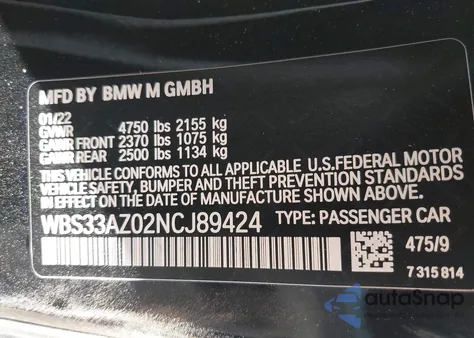 MFD BY BMW M GMBH
01/22
GVWR 4750 lbs 2155 kg
GAWR FRONT 2370 lbs 1075 kg
GAWR REAR 2500 lbs 1134 kg
THIS VEHICLE CONFORMS TO ALL APPLICABLE U.S.FEDERAL MOTOR
VEHICLE SAFETY, BUMPER AND THEFT PREVENTION STANDARDS
IN EFFECT ON THE DATE OF MANUFACTURE SHOWN ABOVE.
WBS33AZ02NCJ89424 TYPE: PASSENGER CAR
475/9
7 315 814
autoSnap